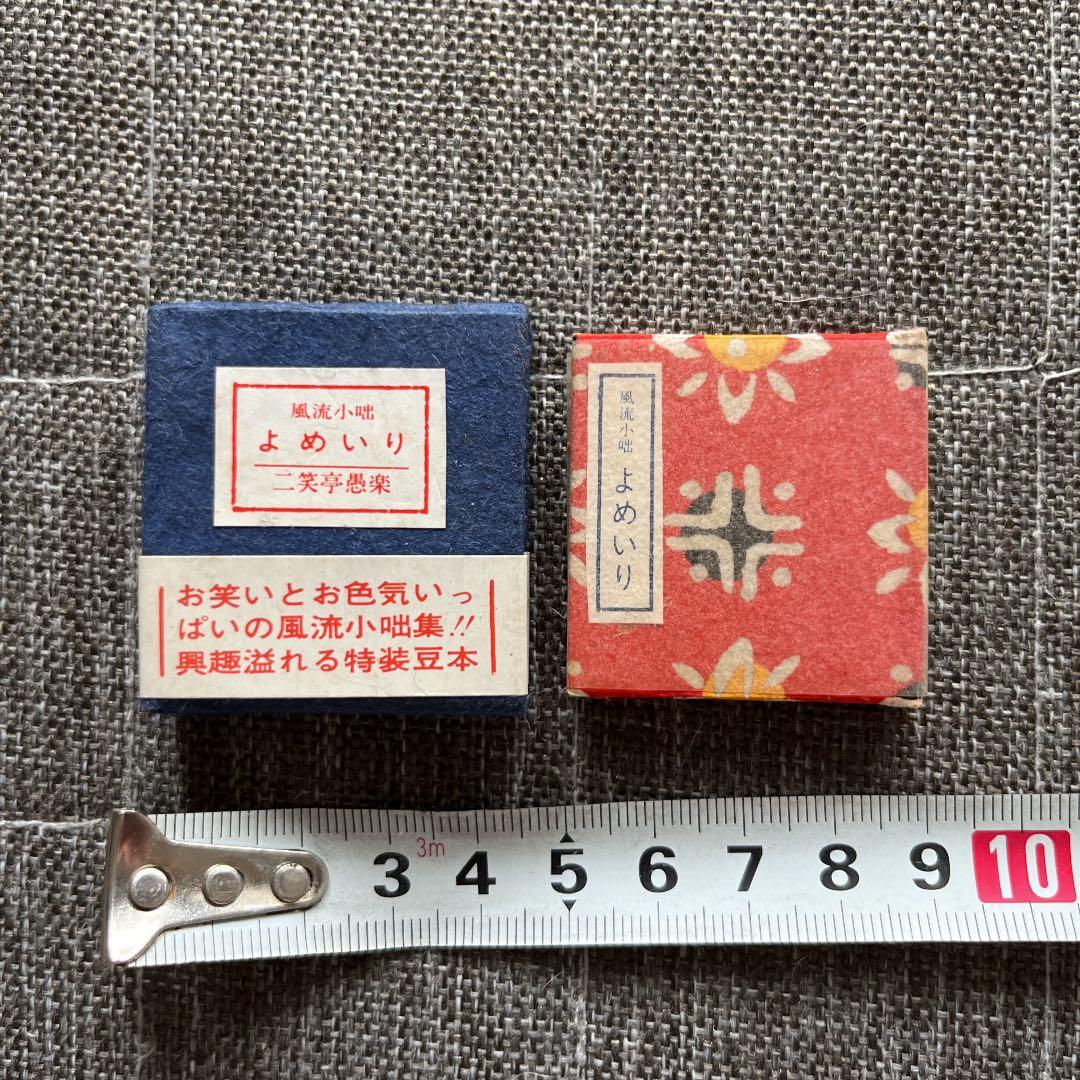 風流小咄
よめいり
二笑亭愚楽
お笑いとお色気いっ
ぱいの風流小咄集!!
興趣溢れる特装豆本
風流小咄 よめいり
3 3m 4 5 6 7 8 9 10